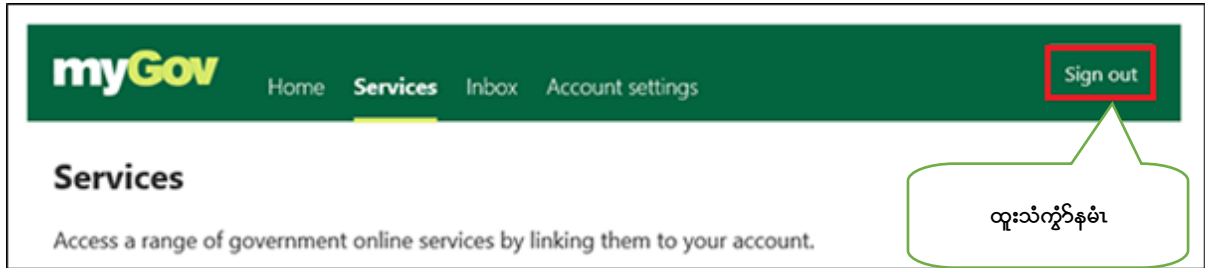 myGov
Home Services Inbox Account settings
Sign out
Services
Access a range of government online services by linking them to your account.
ထူးသံကွံာ်နမံၤ